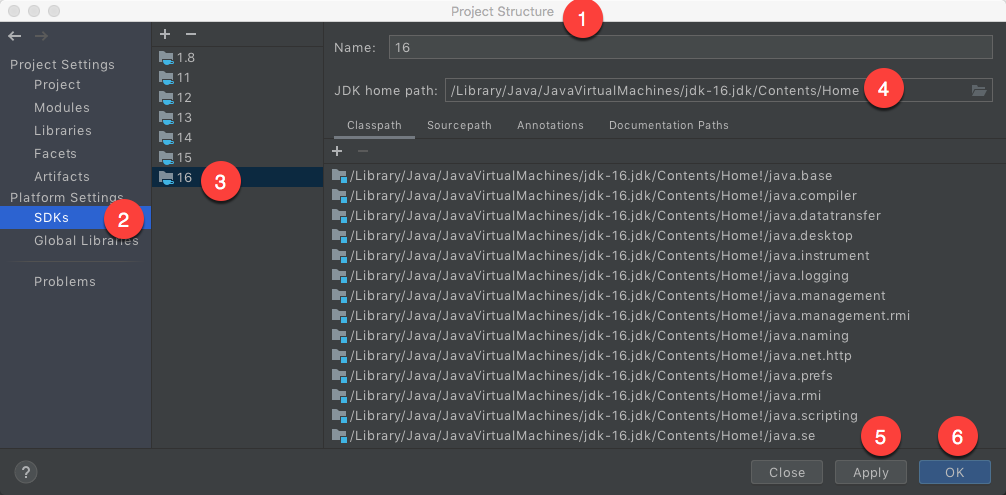 Project Structure
1
Project Settings
Project
Modules
Libraries
Facets
Artifacts
Platform Settings
SDKs
2
Global Libraries
Problems
1.8
11
12
13
14
15
16
3
Name: 16
JDK home path: /Library/Java/JavaVirtualMachines/jdk-16.jdk/Contents/Home
4
Classpath Sourcepath Annotations Documentation Paths
/Library/Java/JavaVirtualMachines/jdk-16.jdk/Contents/Home!/java.base
/Library/Java/JavaVirtualMachines/jdk-16.jdk/Contents/Home!/java.compiler
/Library/Java/JavaVirtualMachines/jdk-16.jdk/Contents/Home!/java.datatransfer
/Library/Java/JavaVirtualMachines/jdk-16.jdk/Contents/Home!/java.desktop
/Library/Java/JavaVirtualMachines/jdk-16.jdk/Contents/Home!/java.instrument
/Library/Java/JavaVirtualMachines/jdk-16.jdk/Contents/Home!/java.logging
/Library/Java/JavaVirtualMachines/jdk-16.jdk/Contents/Home!/java.management
/Library/Java/JavaVirtualMachines/jdk-16.jdk/Contents/Home!/java.management.rmi
/Library/Java/JavaVirtualMachines/jdk-16.jdk/Contents/Home!/java.naming
/Library/Java/JavaVirtualMachines/jdk-16.jdk/Contents/Home!/java.net.http
/Library/Java/JavaVirtualMachines/jdk-16.jdk/Contents/Home!/java.prefs
/Library/Java/JavaVirtualMachines/jdk-16.jdk/Contents/Home!/java.rmi
/Library/Java/JavaVirtualMachines/jdk-16.jdk/Contents/Home!/java.scripting
/Library/Java/JavaVirtualMachines/jdk-16.jdk/Contents/Home!/java.se
5 6
? Close Apply OK